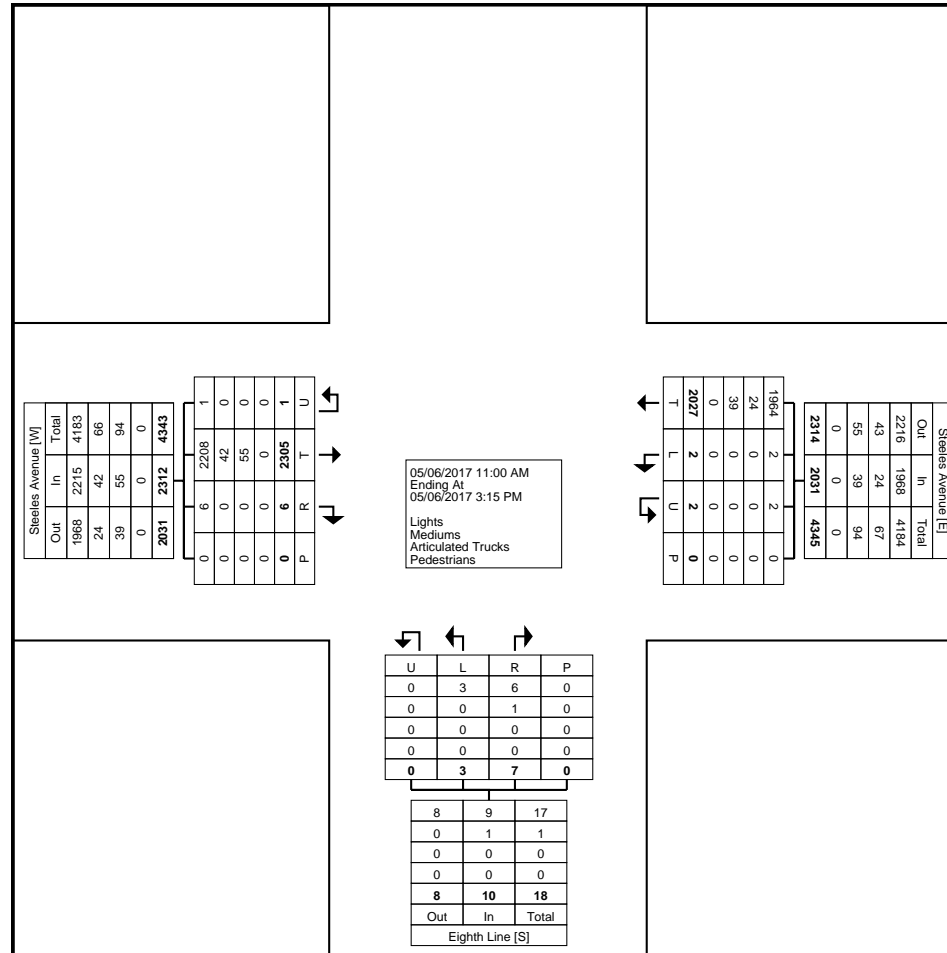 Steeles Avenue [W]
Total 4183 66 94 0 4343
In 2215 42 55 0 2312
Out 1968 24 39 0 2031
1 0 0 0 1 U
2208 42 55 0 2305 T
6 0 0 0 6 R
0 0 0 0 0 P
05/06/2017 11:00 AM
Ending At
05/06/2017 3:15 PM
Lights
Mediums
Articulated Trucks
Pedestrians
1964 24 39 0 2027 T
2 0 0 0 2 L
2 0 0 0 2 U
0 0 0 0 0 P
Steeles Avenue [E]
Out 2216 43 55 0 2314
In 1968 24 39 0 2031
Total 4184 67 94 0 4345
U L R P
0 3 6 0
0 0 1 0
0 0 0 0
0 0 0 0
0 3 7 0
8 9 17
0 1 1
0 0 0
0 0 0
8 10 18
Out In Total
Eighth Line [S]